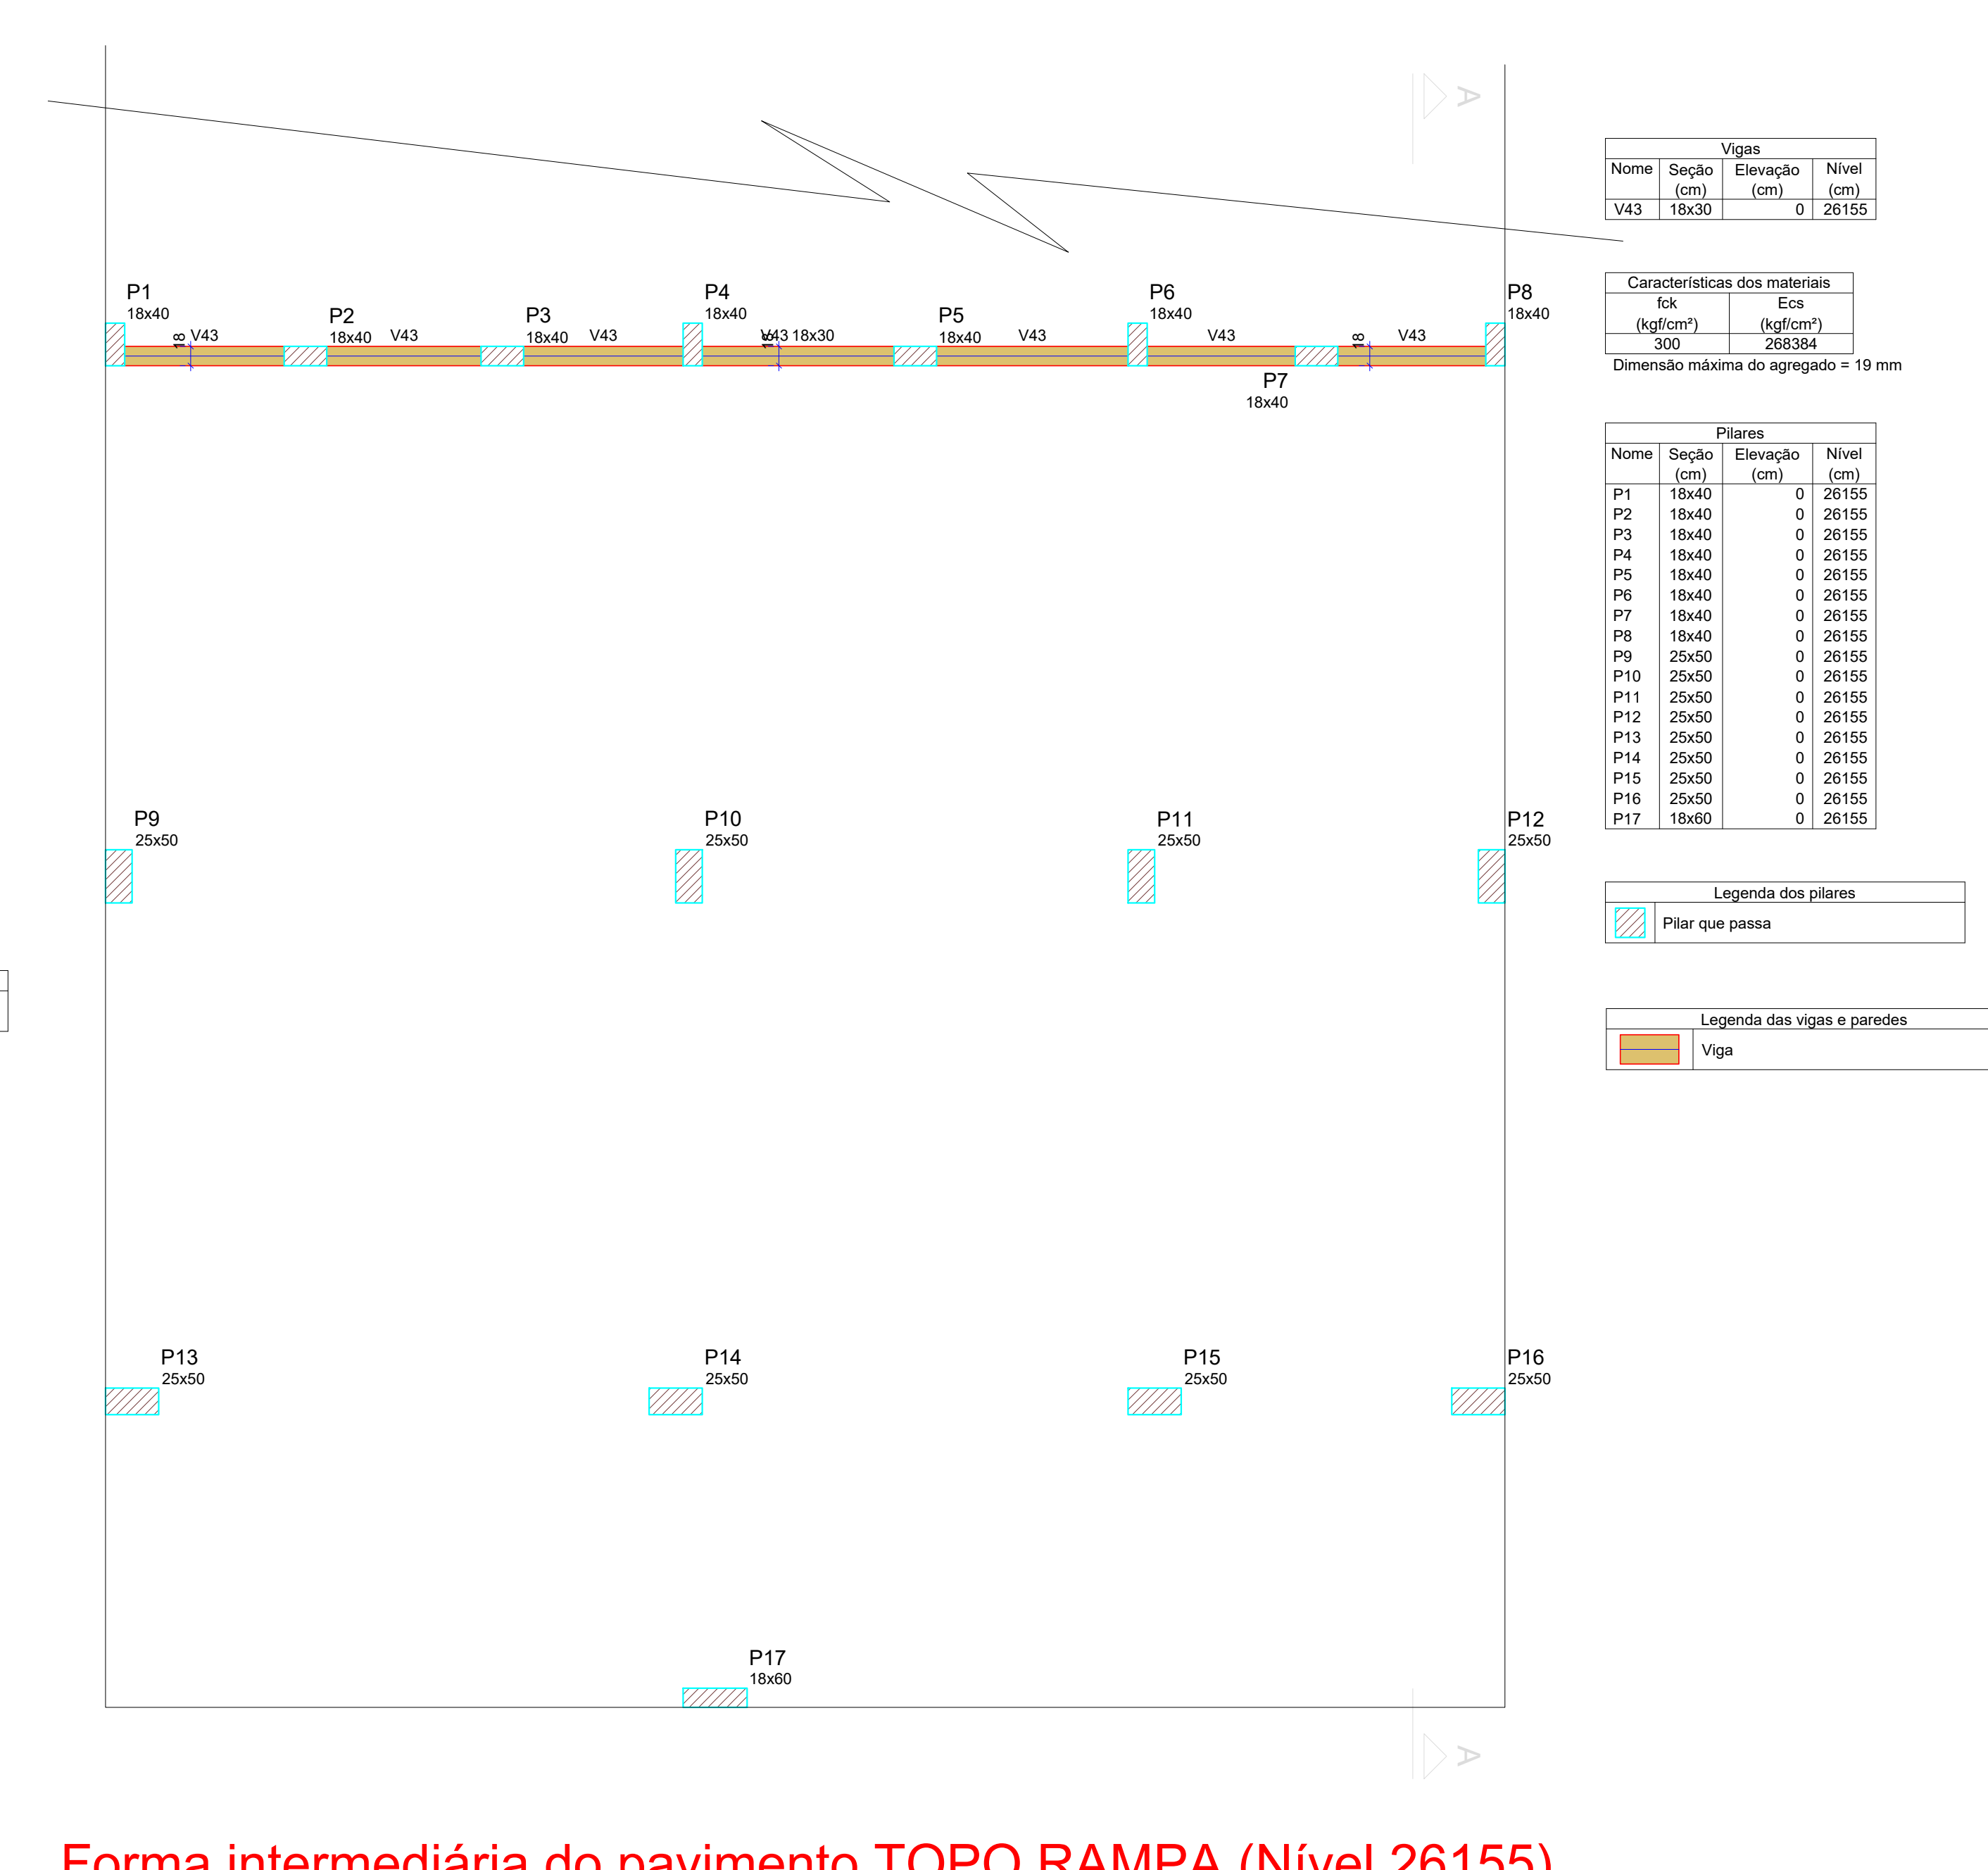 A
Vigas
Nome Seção (cm) Elevação (cm) Nível (cm)
V43 18x30 0 26155
Características dos materiais
fck (kgf/cm²) Ecs (kgf/cm²)
300 268384
Dimensão máxima do agregado = 19 mm
P1
18x40
P2
18x40
P3
18x40
P4
18x40
P5
18x40
P6
18x40
P8
18x40
18
V43
V43
V43
18
V43 18x30
V43
V43
18
V43
P7
18x40
Pilares
Nome Seção (cm) Elevação (cm) Nível (cm)
P1 18x40 0 26155
P2 18x40 0 26155
P3 18x40 0 26155
P4 18x40 0 26155
P5 18x40 0 26155
P6 18x40 0 26155
P7 18x40 0 26155
P8 18x40 0 26155
P9 25x50 0 26155
P10 25x50 0 26155
P11 25x50 0 26155
P12 25x50 0 26155
P13 25x50 0 26155
P14 25x50 0 26155
P15 25x50 0 26155
P16 25x50 0 26155
P17 18x60 0 26155
P9
25x50
P10
25x50
P11
25x50
P12
25x50
Legenda dos pilares
Pilar que passa
Legenda das vigas e paredes
Viga
P13
25x50
P14
25x50
P15
25x50
P16
25x50
P17
18x60
A
Forma intermediária do pavimento TOPO RAMPA (Nível 26155)